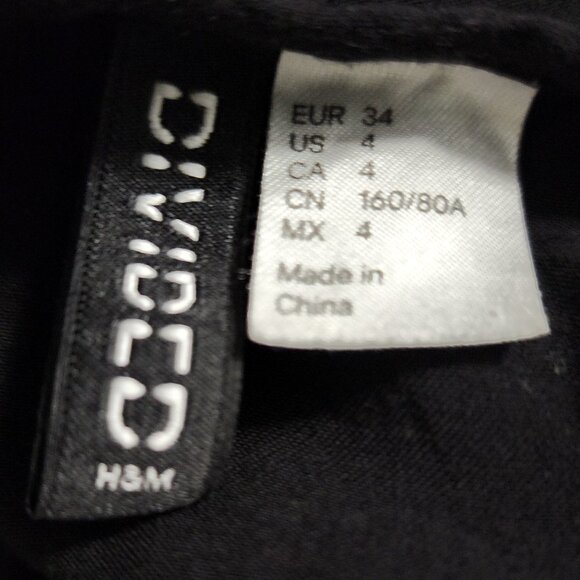 DIVIDED
H&M
EUR 34
US 4
CA 4
CN 160/80A
MX 4
Made in
China